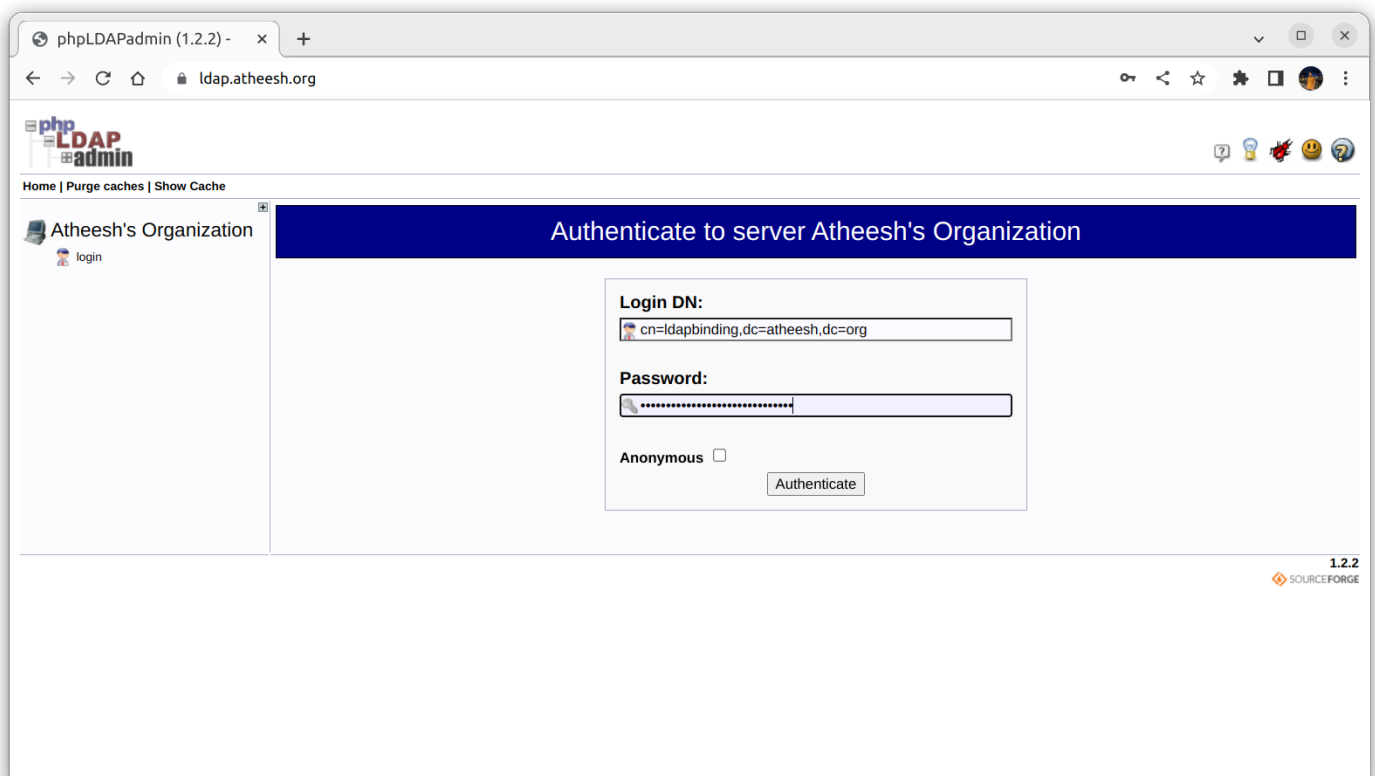 phpLDAPadmin (1.2.2) -
ldap.atheesh.org
php
LDAP
admin
Home | Purge caches | Show Cache
Atheesh's Organization
login
Authenticate to server Atheesh's Organization
Login DN:
cn=ldapbinding,dc=atheesh,dc=org
Password:
••••••••••••••••••••••••••••••
Anonymous
Authenticate
1.2.2
SOURCEFORGE